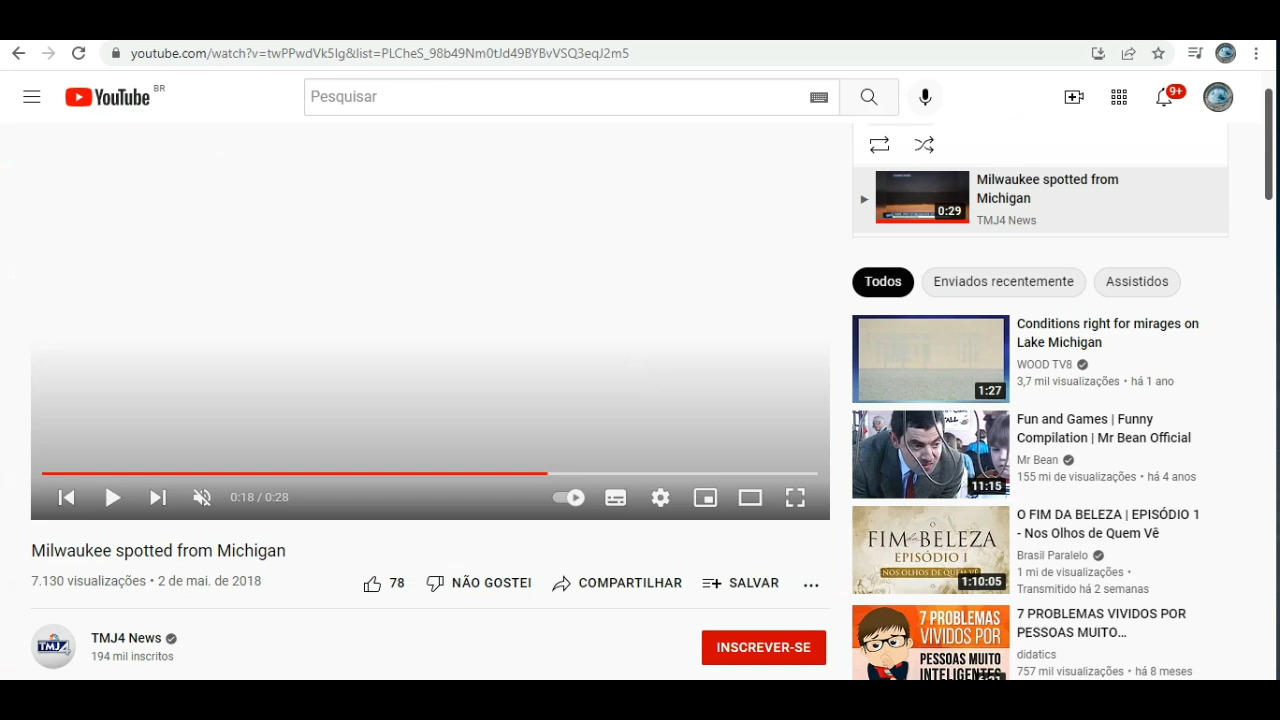 youtube.com/watch?v=twPPwdVk5Ig&list=PLCheS_98b49Nm0tJd49BYBvVSQ3eqJ2m5
YouTube BR
Pesquisar
9+
Milwaukee spotted from
Michigan
0:29
TMJ4 News
Todos
Enviados recentemente
Assistidos
Conditions right for mirages on
Lake Michigan
WOOD TV8
3,7 mil visualizações • há 1 ano
1:27
Fun and Games | Funny
Compilation | Mr Bean Official
Mr Bean
155 mi de visualizações • há 4 anos
11:15
0:18 / 0:28
O FIM DA BELEZA | EPISÓDIO 1
- Nos Olhos de Quem Vê
Brasil Paralelo
1 mi de visualizações •
Transmitido há 2 semanas
O
FIM da BELEZA
EPISÓDIO 1
NOS OLHOS DE QUEM VÊ
1:10:05
Milwaukee spotted from Michigan
7.130 visualizações • 2 de mai. de 2018
78
NÃO GOSTEI
COMPARTILHAR
SALVAR
TMJ4
TMJ4 News
194 mil inscritos
INSCREVER-SE
7 PROBLEMAS
VIVIDOS POR
PESSOAS MUITO
INTELIGENTES
7 PROBLEMAS VIVIDOS POR
PESSOAS MUITO...
didatics
757 mil visualizações • há 8 meses